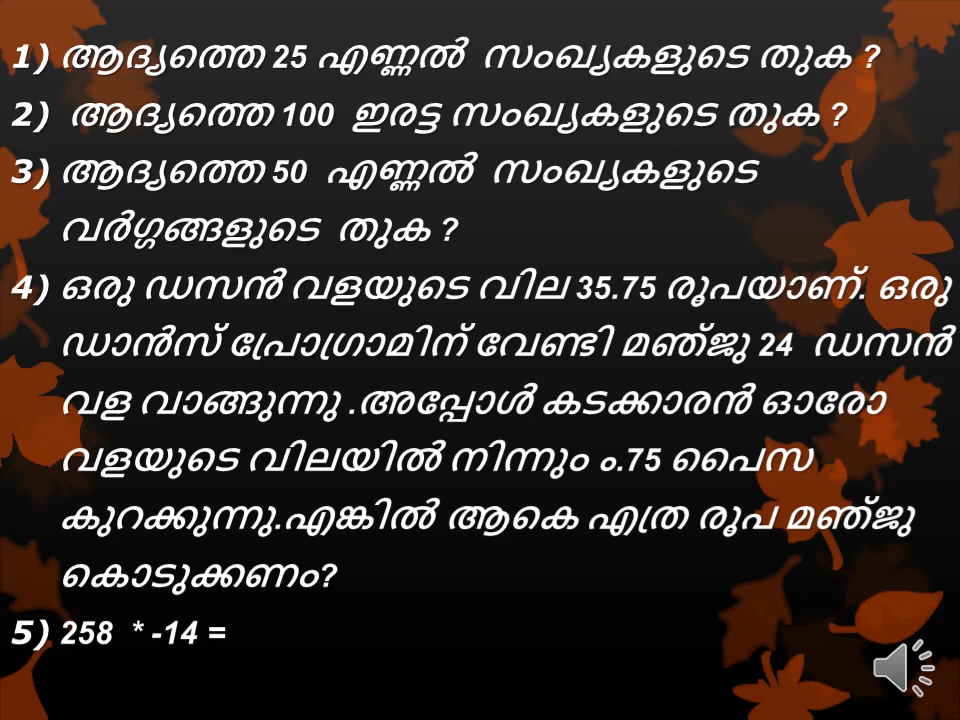 1) ആദ്യത്തെ 25 എണ്ണൽ സംഖ്യകളുടെ തുക ?
2) ആദ്യത്തെ 100 ഇരട്ട സംഖ്യകളുടെ തുക ?
3) ആദ്യത്തെ 50 എണ്ണൽ സംഖ്യകളുടെ
വർഗ്ഗങ്ങളുടെ തുക ?
4) ഒരു ഡസൻ വളയുടെ വില 35.75 രൂപയാണ്. ഒരു
ഡാൻസ് പ്രോഗ്രാമിന് വേണ്ടി മഞ്ജു 24 ഡസൻ
വള വാങ്ങുന്നു .അപ്പോൾ കടക്കാരൻ ഓരോ
വളയുടെ വിലയിൽ നിന്നും ം.75 പൈസ
കുറക്കുന്നു.എങ്കിൽ ആകെ എത്ര രൂപ മഞ്ജു
കൊടുക്കണം?
5) 258 * -14 =